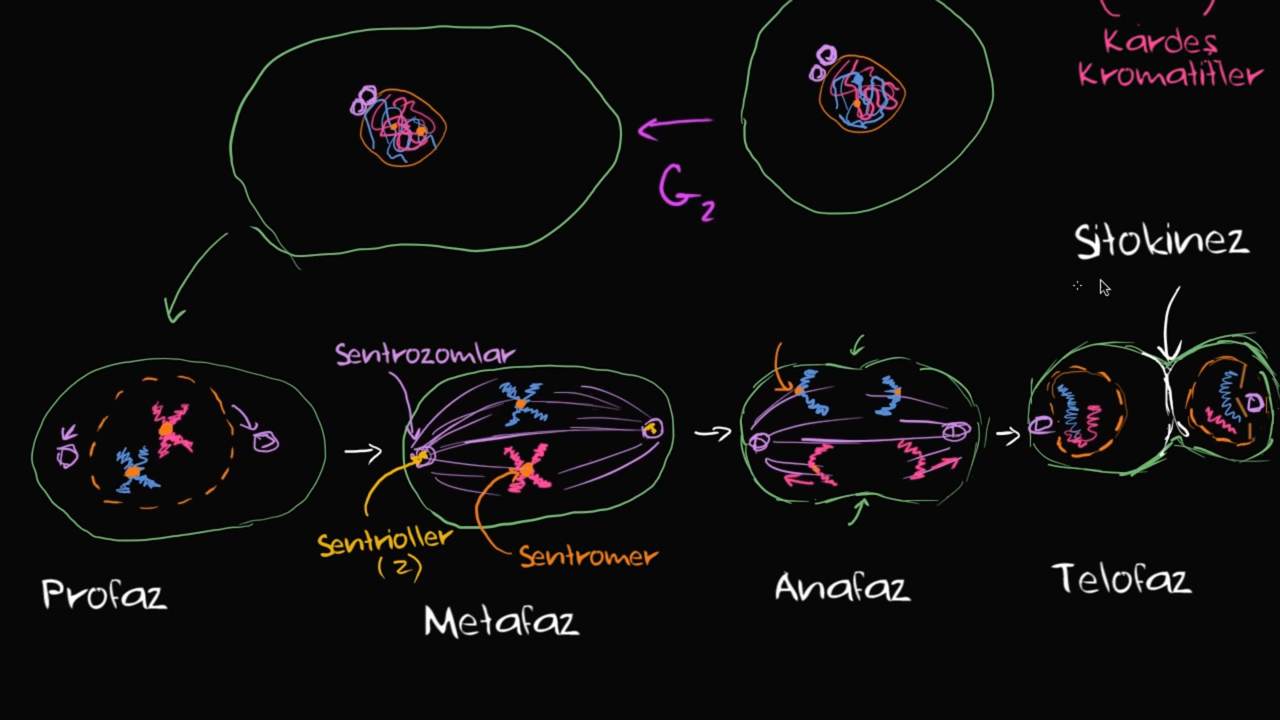 Kardeş
Kromatitler
G2
Sitokinez
Sentrozomlar
Sentrioller
(2)
Sentromer
Profaz
Metafaz
Anafaz
Telofaz